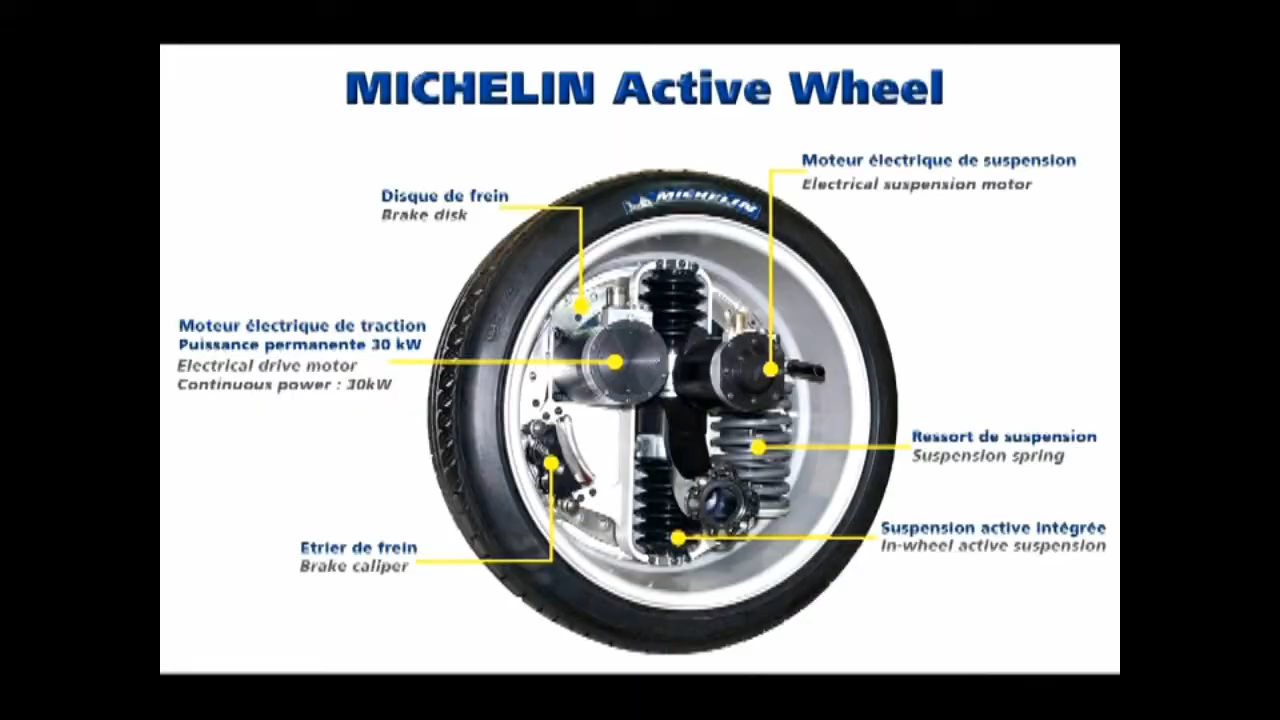 MICHELIN Active Wheel
Moteur électrique de suspension
Electrical suspension motor
Disque de frein
Brake disk
MICHELIN
Moteur électrique de traction
Puissance permanente 30 kW
Electrical drive motor
Continuous power : 30kW
Ressort de suspension
Suspension spring
Suspension active intégrée
In-wheel active suspension
Etrier de frein
Brake caliper